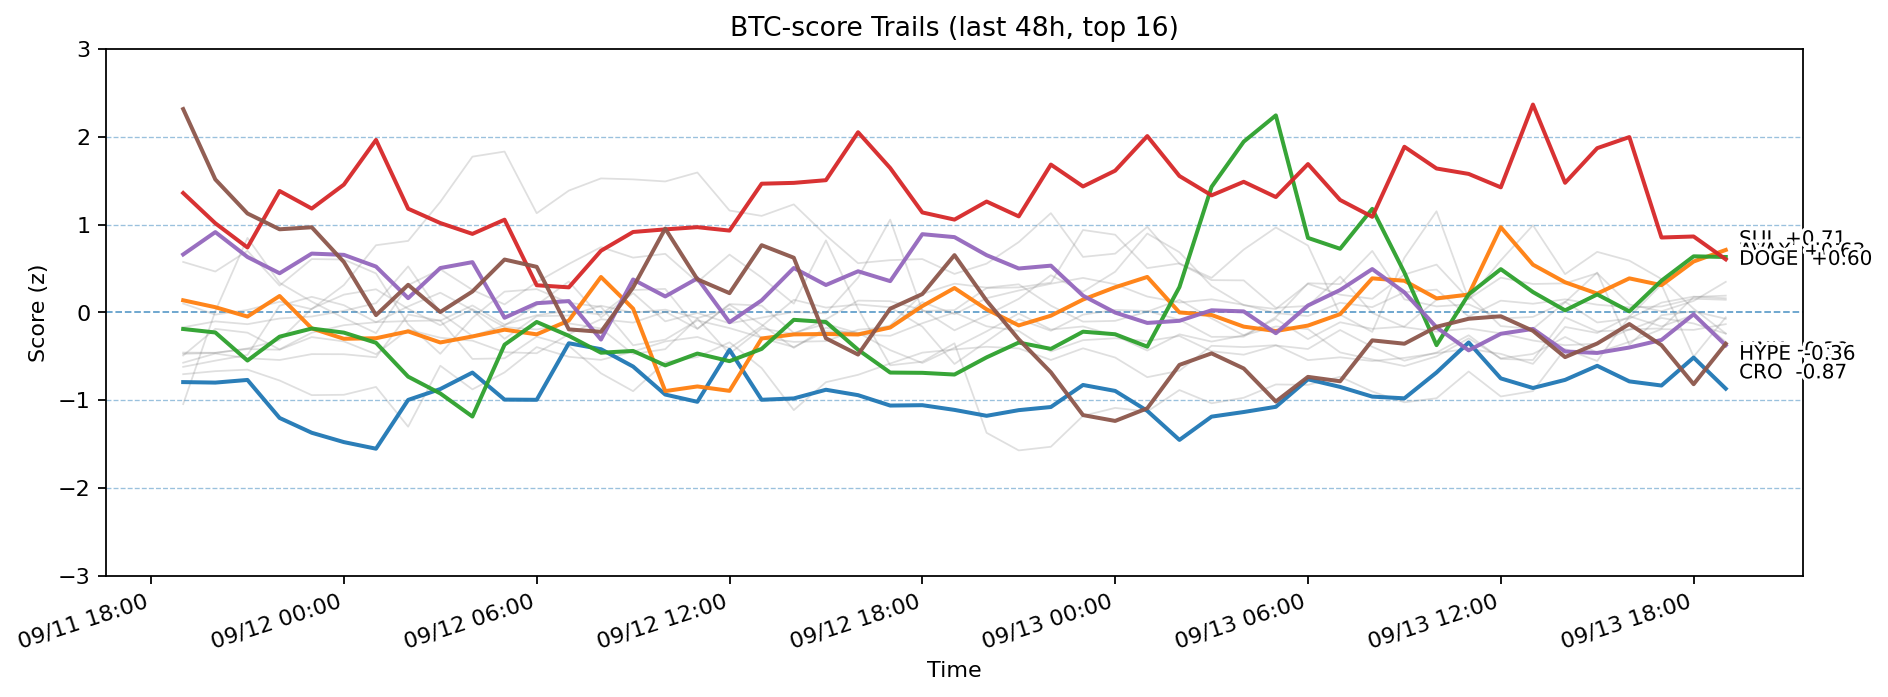 BTC-score Trails (last 48h, top 16)
3
2
1
0
−1
−2
−3
Score (z)
SUI +0.71
DOGE +0.60
HYPE -0.36
CRO -0.87
09/11 18:00
09/12 00:00
09/12 06:00
09/12 12:00
09/12 18:00
09/13 00:00
09/13 06:00
09/13 12:00
09/13 18:00
Time